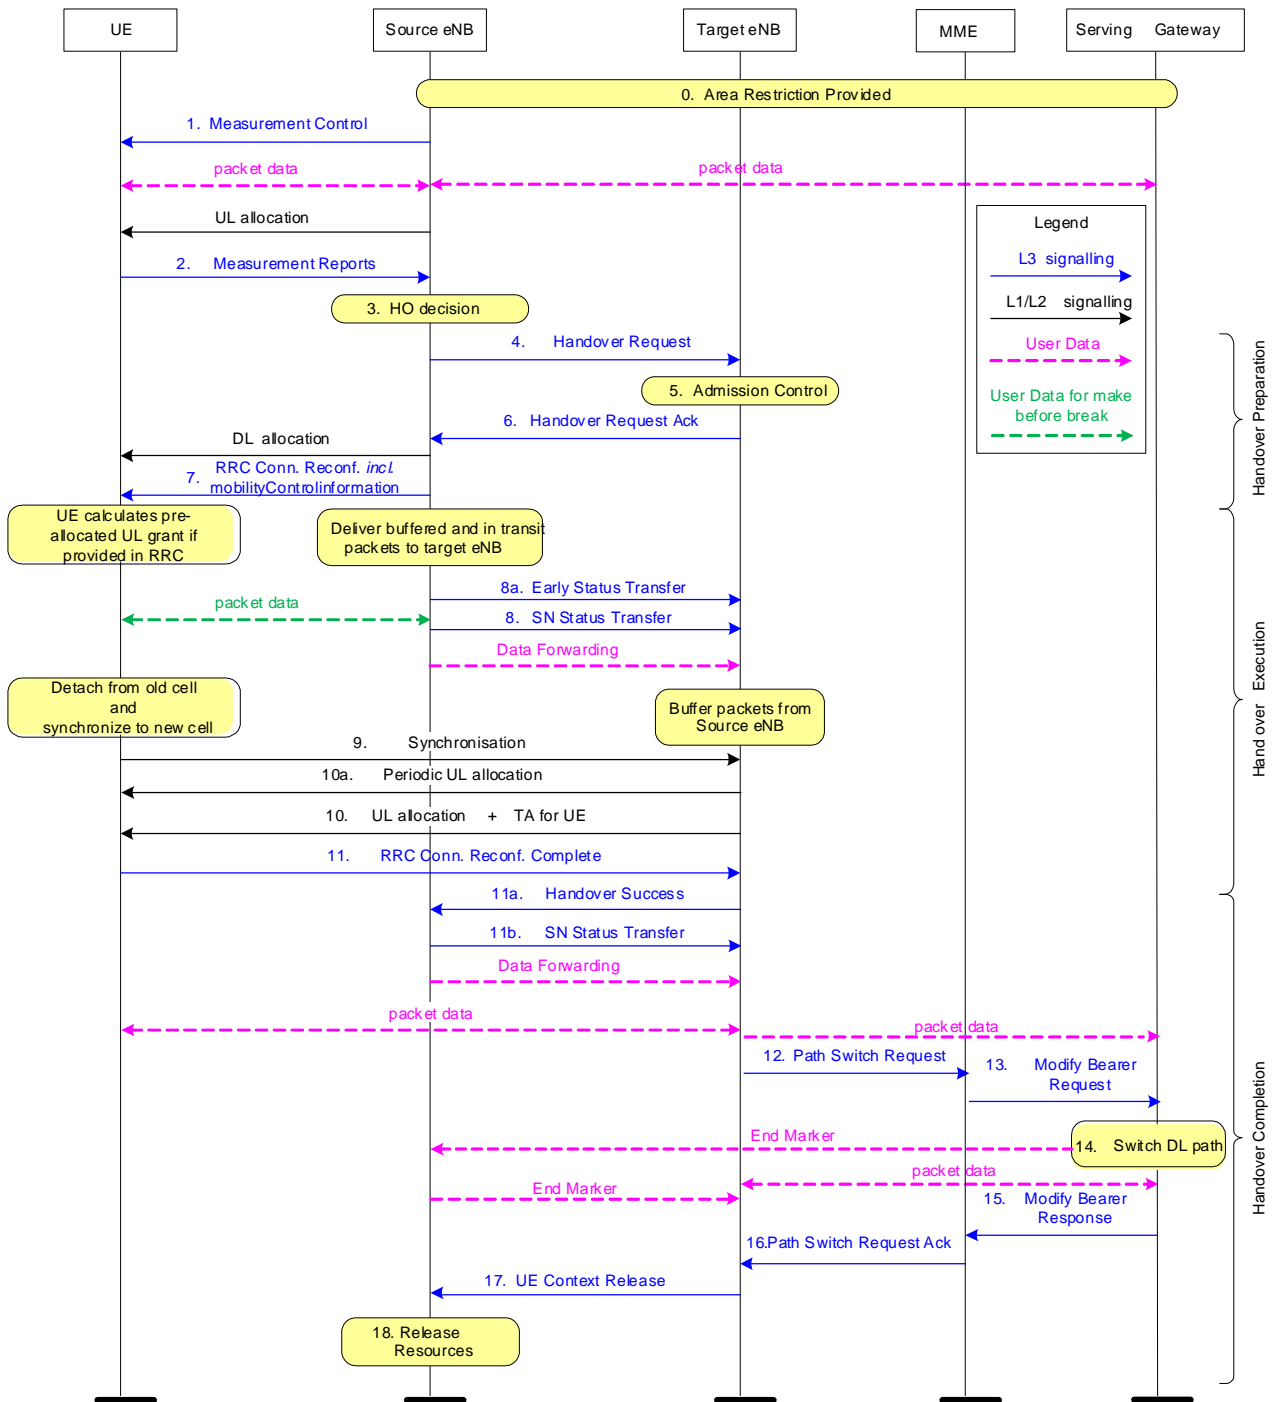 UE
Source eNB
Target eNB
MME
Serving Gateway
0. Area Restriction Provided
1. Measurement Control
packet data
packet data
UL allocation
Legend
L3 signalling
L1/L2 signalling
User Data
User Data for make
before break
2. Measurement Reports
3. HO decision
4. Handover Request
5. Admission Control
6. Handover Request Ack
DL allocation
7. RRC Conn. Reconf. incl.
mobilityControlinformation
Handover Preparation
UE calculates pre-
allocated UL grant if
provided in RRC
Deliver buffered and in transit
packets to target eNB
8a. Early Status Transfer
packet data
8. SN Status Transfer
Data Forwarding
Detach from old cell
and
synchronize to new cell
Buffer packets from
Source eNB
9. Synchronisation
10a. Periodic UL allocation
10. UL allocation + TA for UE
11. RRC Conn. Reconf. Complete
Hand over Execution
11a. Handover Success
11b. SN Status Transfer
Data Forwarding
packet data
packet data
12. Path Switch Request
13. Modify Bearer
Request
End Marker
14. Switch DL path
packet data
End Marker
15. Modify Bearer
Response
16.Path Switch Request Ack
17. UE Context Release
18. Release
Resources
Handover Completion